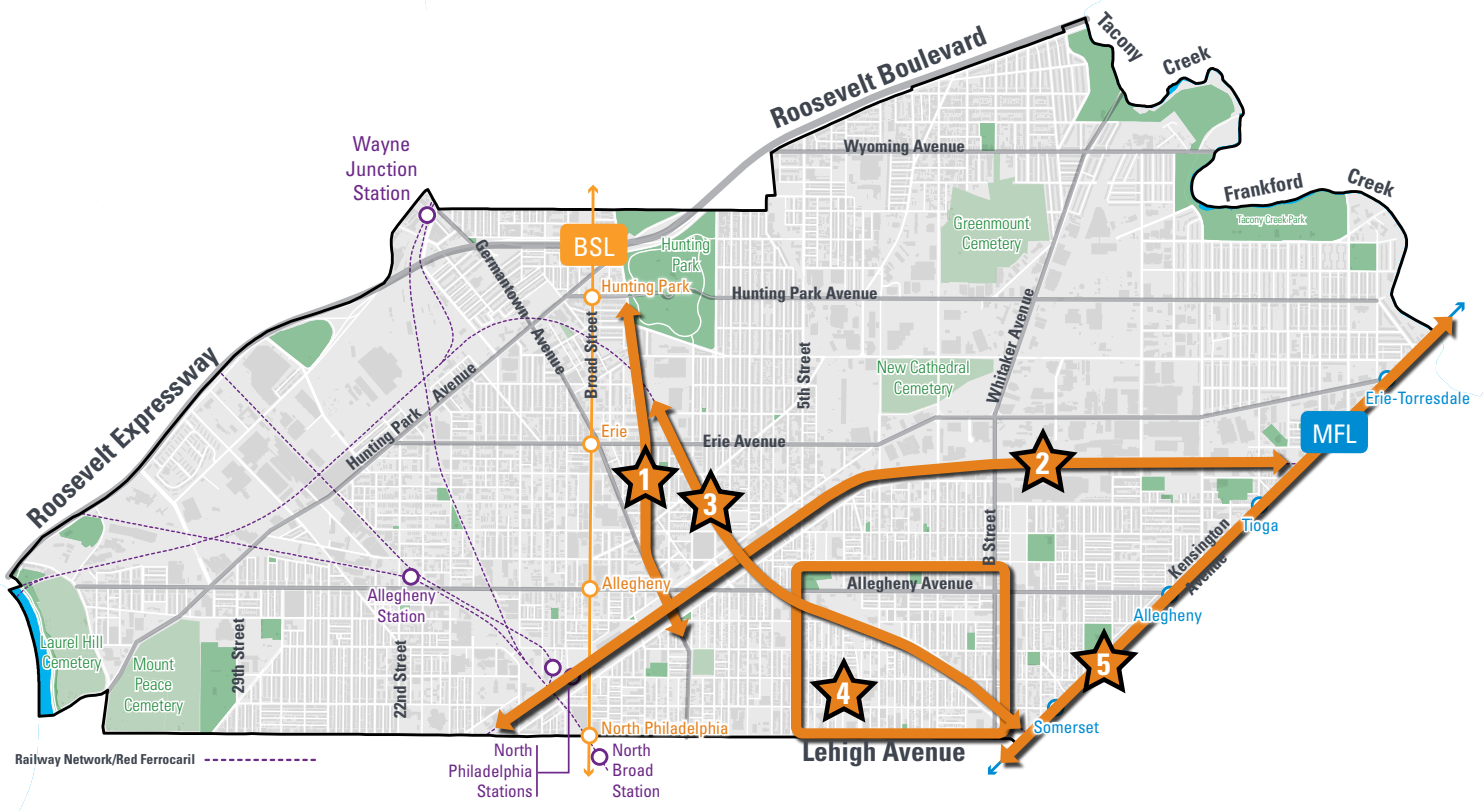 Tacony
Creek
Roosevelt Boulevard
Wyoming Avenue
Wayne
Junction
Station
Frankford
Creek
Tacony Creek Park
Greenmount
Cemetery
BSL
Hunting
Park
Germantown Avenue
Hunting Park
Hunting Park Avenue
Whitaker Avenue
Broad Street
5th Street
New Cathedral
Cemetery
Roosevelt Expressway
Hunting Park Avenue
Erie-Torresdale
Erie
Erie Avenue
MFL
1
2
3
Tioga
B Street
Kensington
Avenue
Allegheny
Allegheny Avenue
Allegheny
Station
Allegheny
Laurel Hill
Cemetery
Mount
Peace
Cemetery
29th Street
22nd Street
4
5
North Philadelphia
Somerset
Lehigh Avenue
Railway Network/Red Ferrocaril
North
Philadelphia
Stations
North
Broad
Station